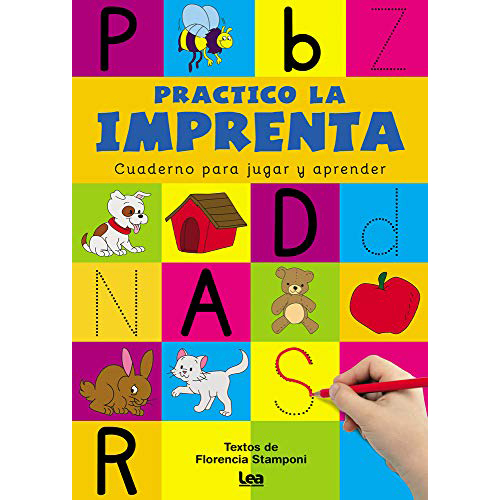 P b Z
PRACTICO LA
IMPRENTA
Cuaderno para jugar y aprender
D d
N A
S
R
Textos de
Florencia Stamponi
Lea